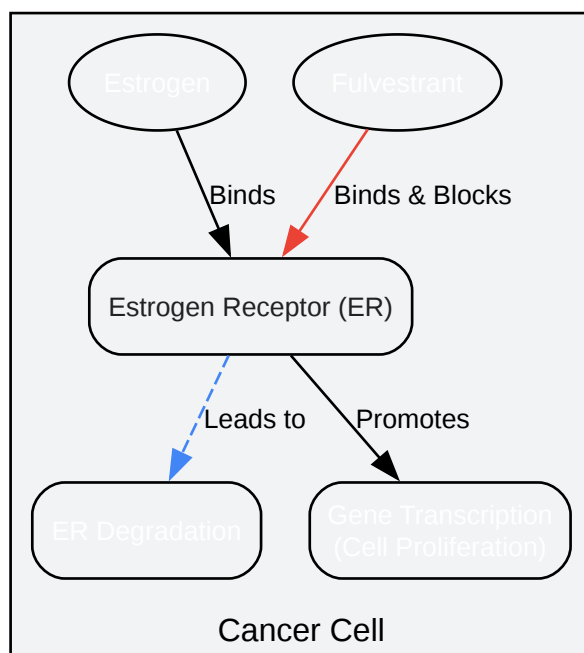 Estrogen
Fulvestrant
Binds
Binds & Blocks
Estrogen Receptor (ER)
Leads to
Promotes
ER Degradation
Gene Transcription
(Cell Proliferation)
Cancer Cell